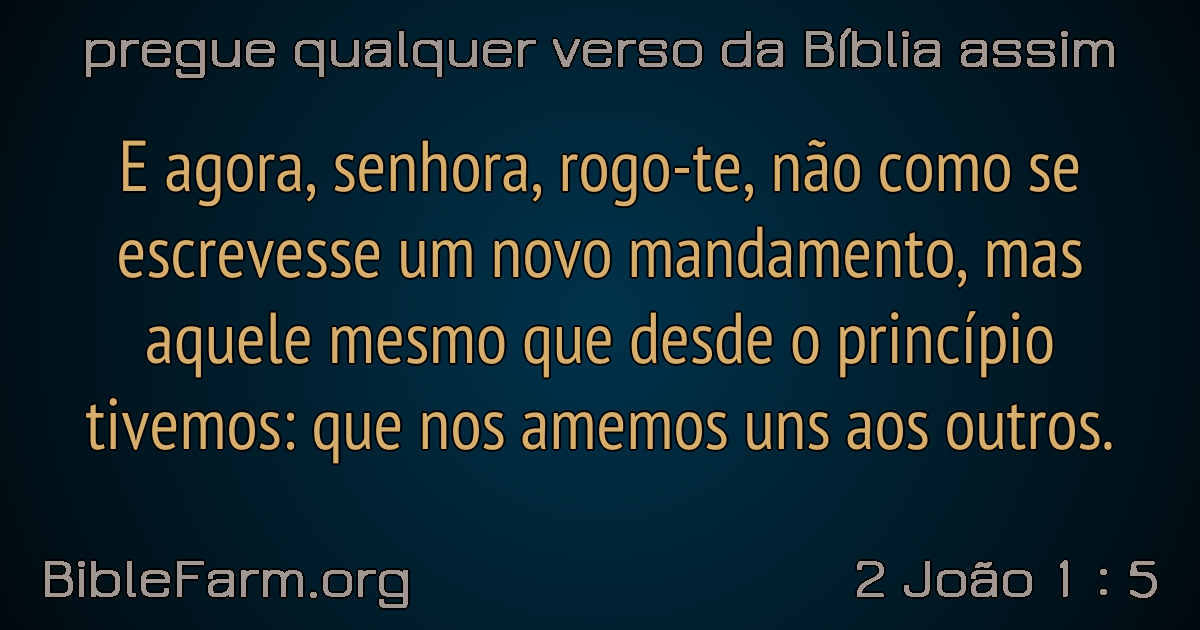 pregue qualquer verso da Bíblia assim
E agora, senhora, rogo-te, não como se
escrevesse um novo mandamento, mas
aquele mesmo que desde o princípio
tivemos: que nos amemos uns aos outros.
BibleFarm.org
2 João 1 : 5